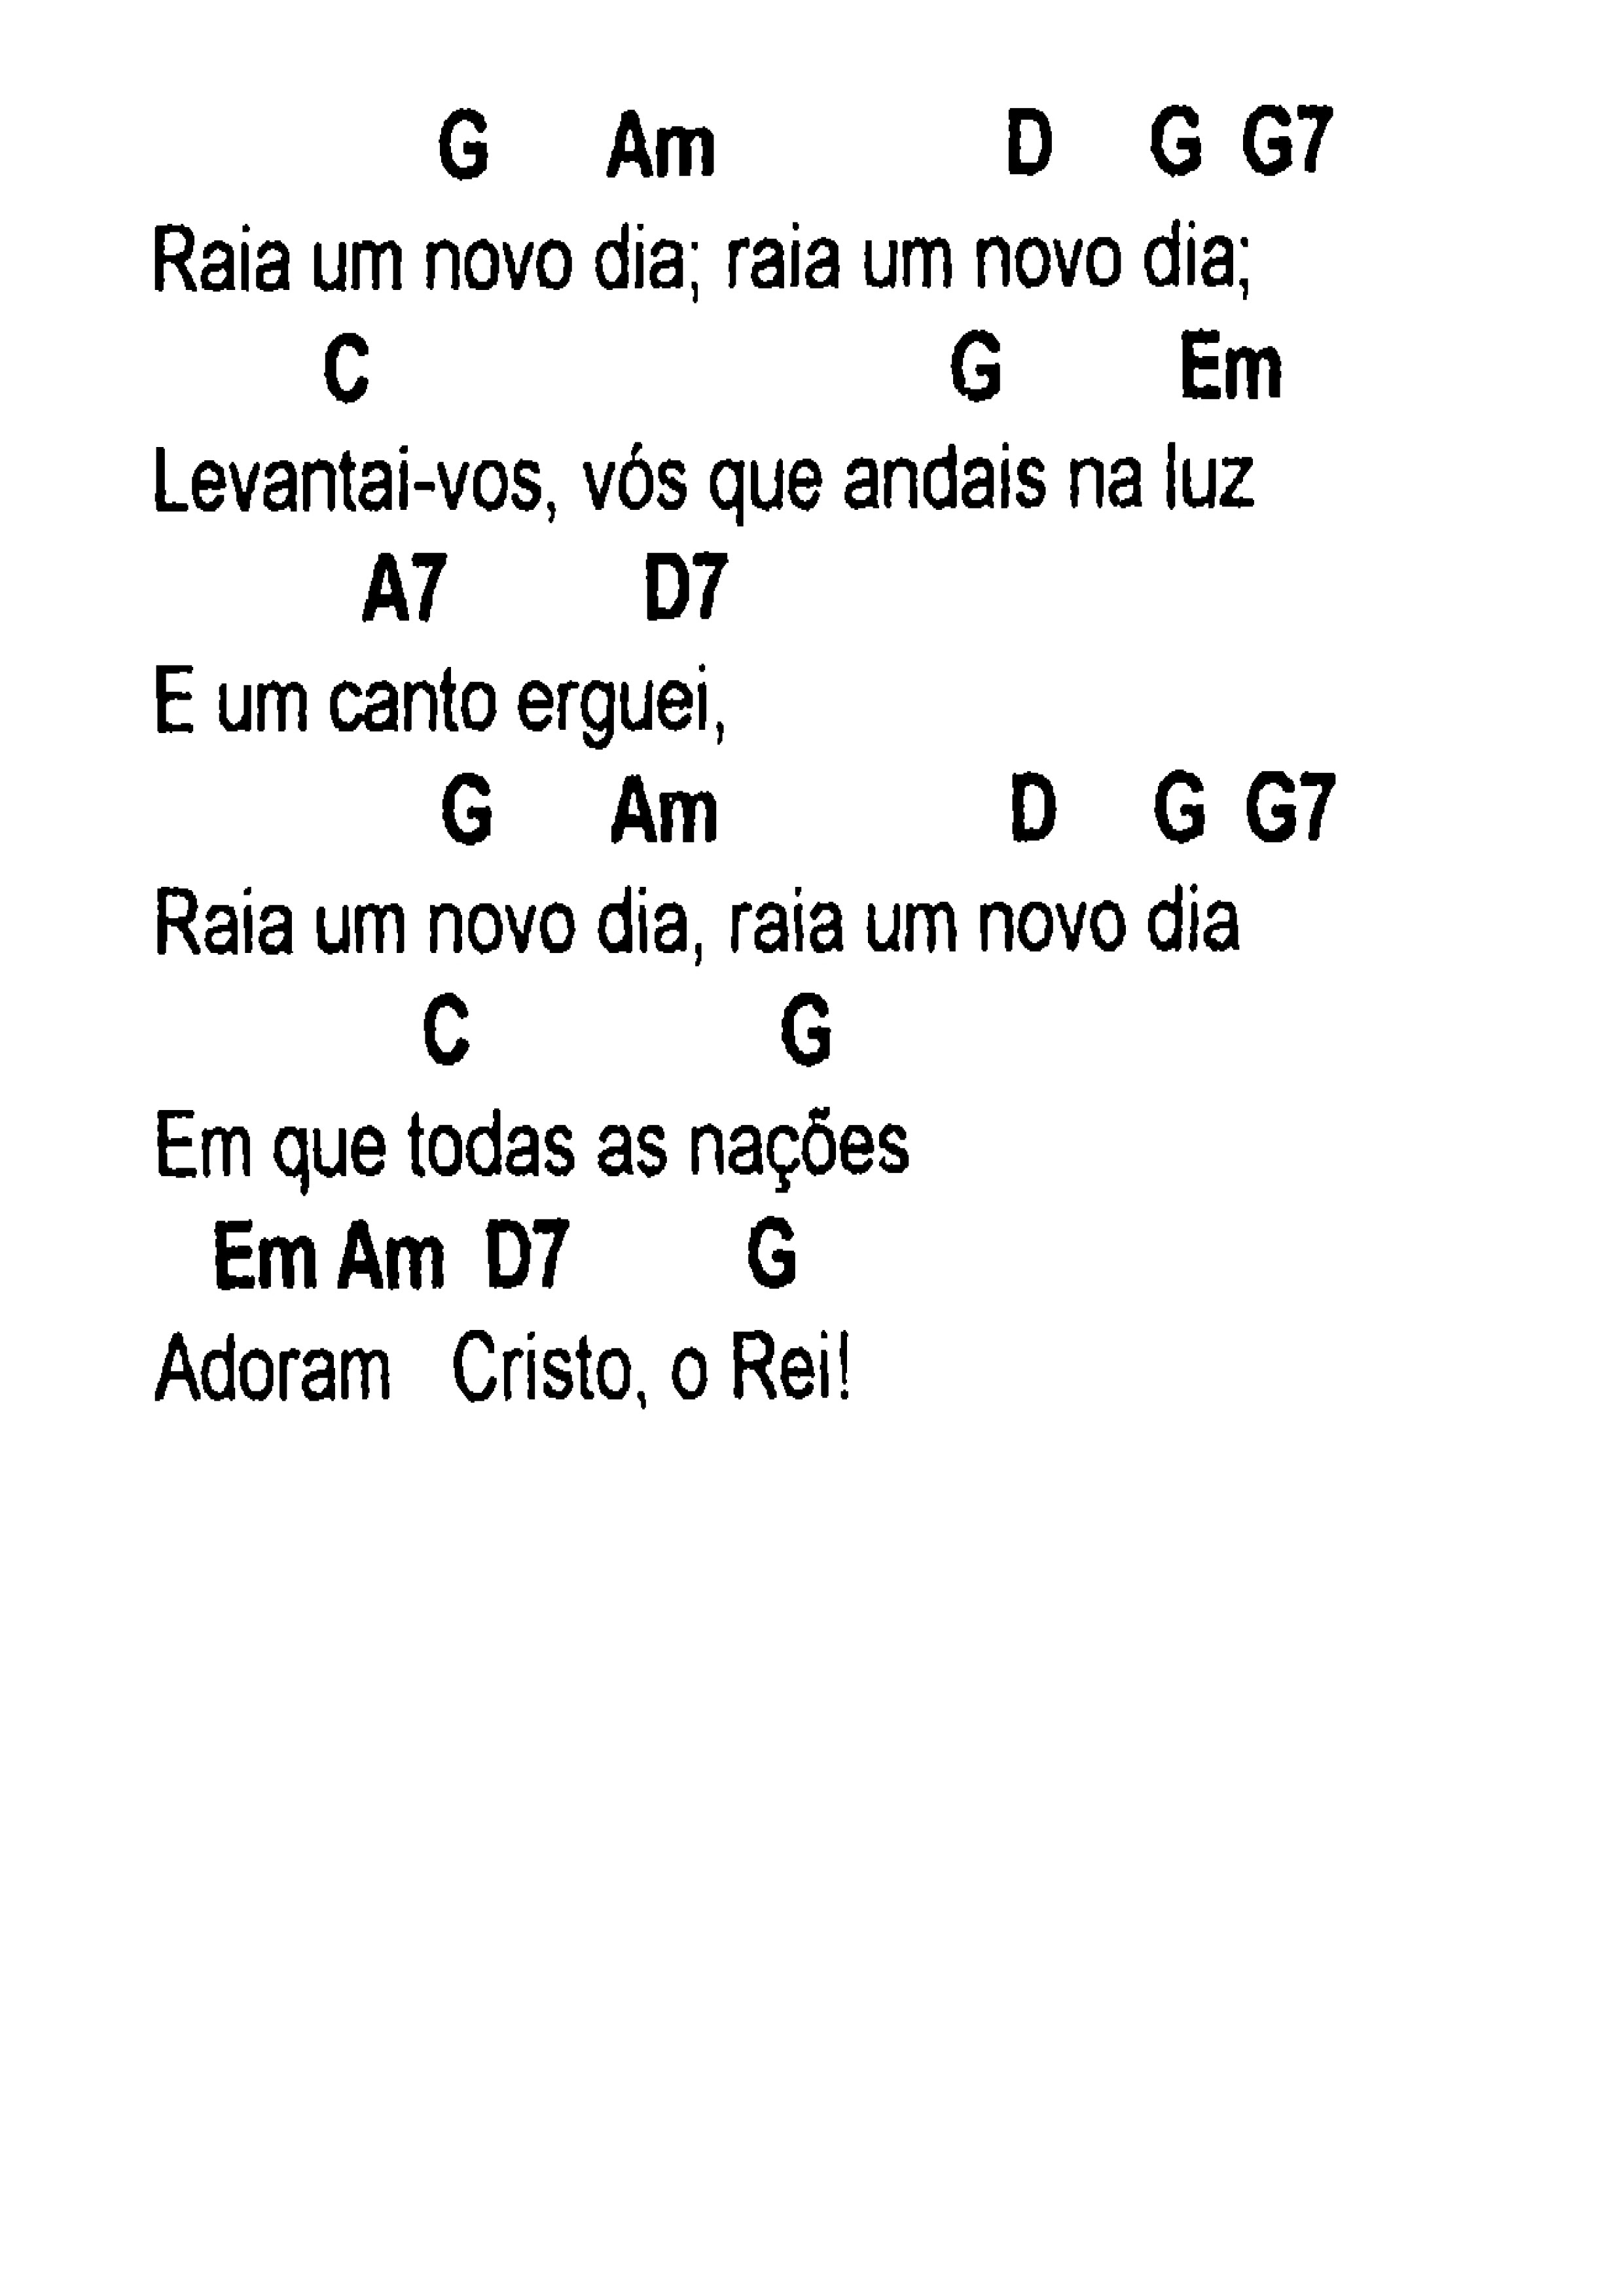 G Am D G G7
Raia um novo dia; raia um novo dia;
C G Em
Levantai-vos, vós que andais na luz
A7 D7
E um canto erguei,
G Am D G G7
Raia um novo dia, raia um novo dia
C G
Em que todas as nações
Em Am D7 G
Adoram Cristo, o Rei!